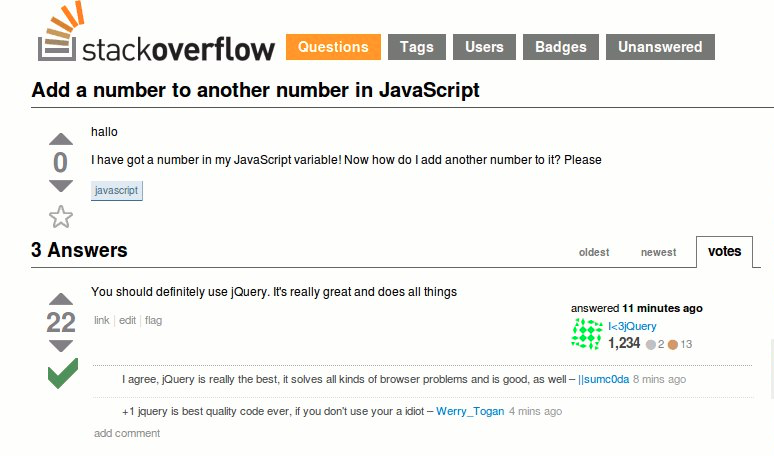 stackoverflow Questions Tags Users Badges Unanswered
Add a number to another number in JavaScript
hallo
0
I have got a number in my JavaScript variable! Now how do I add another number to it? Please
javascript
3 Answers oldest newest votes
You should definitely use jQuery. It's really great and does all things
22
link | edit | flag
answered 11 minutes ago
I<3jQuery
1,234 2 13
I agree, jQuery is really the best, it solves all kinds of browser problems and is good, as well – ||sumc0da 8 mins ago
+1 jquery is best quality code ever, if you don't use your a idiot – Werry_Togan 4 mins ago
add comment